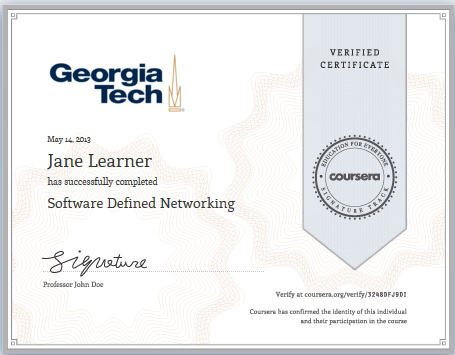 Georgia
Tech
VERIFIED
CERTIFICATE
May 14, 2013
Jane Learner
has successfully completed
Software Defined Networking
EDUCATION FOR EVERYONE
coursera
SIGNATURE TRACK
Signature
Professor John Doe
Verify at coursera.org/verify/3248DFJ9DI
Coursera has confirmed the identity of this individual
and their participation in the course